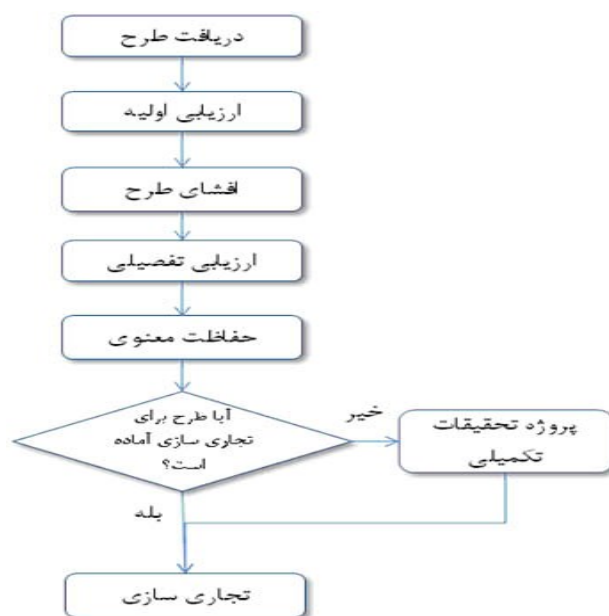 دریافت طرح
ارزیابی اولیه
افشای طرح
ارزیابی تفصیلی
حفاظت معنوی
آیا طرح برای
تجاری سازی آماده
است؟
خیر
پروژه تحقیقات
تکمیلی
بله
تجاری سازی